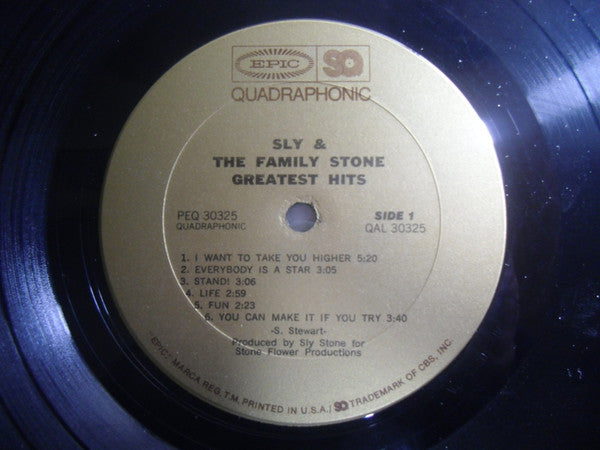 EPIC SQ
QUADRAPHONIC
SLY &
THE FAMILY STONE
GREATEST HITS
PEQ 30325 SIDE 1
QUADRAPHONIC QAL 30325
1. I WANT TO TAKE YOU HIGHER 5:20
2. EVERYBODY IS A STAR 3:05
3. STAND! 3:06
4. LIFE 2:59
5. FUN 2:23
6. YOU CAN MAKE IT IF YOU TRY 3:40
-S. Stewart-
Produced by Sly Stone for
Stone Flower Productions
"EPIC," MARCA REG. T.M. PRINTED IN U.S.A./ SQ TRADEMARK OF CBS, INC.